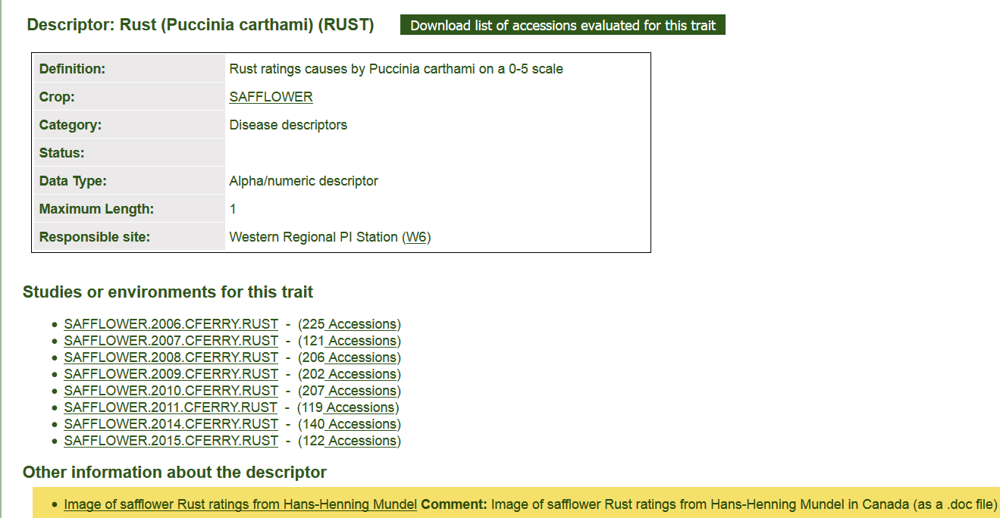 Descriptor: Rust (Puccinia carthami) (RUST) Download list of accessions evaluated for this trait
Definition: Rust ratings causes by Puccinia carthami on a 0-5 scale
Crop: SAFFLOWER
Category: Disease descriptors
Status:
Data Type: Alpha/numeric descriptor
Maximum Length: 1
Responsible site: Western Regional PI Station (W6)
Studies or environments for this trait
• SAFFLOWER.2006.CFERRY.RUST - (225 Accessions)
• SAFFLOWER.2007.CFERRY.RUST - (121 Accessions)
• SAFFLOWER.2008.CFERRY.RUST - (206 Accessions)
• SAFFLOWER.2009.CFERRY.RUST - (202 Accessions)
• SAFFLOWER.2010.CFERRY.RUST - (207 Accessions)
• SAFFLOWER.2011.CFERRY.RUST - (119 Accessions)
• SAFFLOWER.2014.CFERRY.RUST - (140 Accessions)
• SAFFLOWER.2015.CFERRY.RUST - (122 Accessions)
Other information about the descriptor
• Image of safflower Rust ratings from Hans-Henning Mundel Comment: Image of safflower Rust ratings from Hans-Henning Mundel in Canada (as a .doc file)